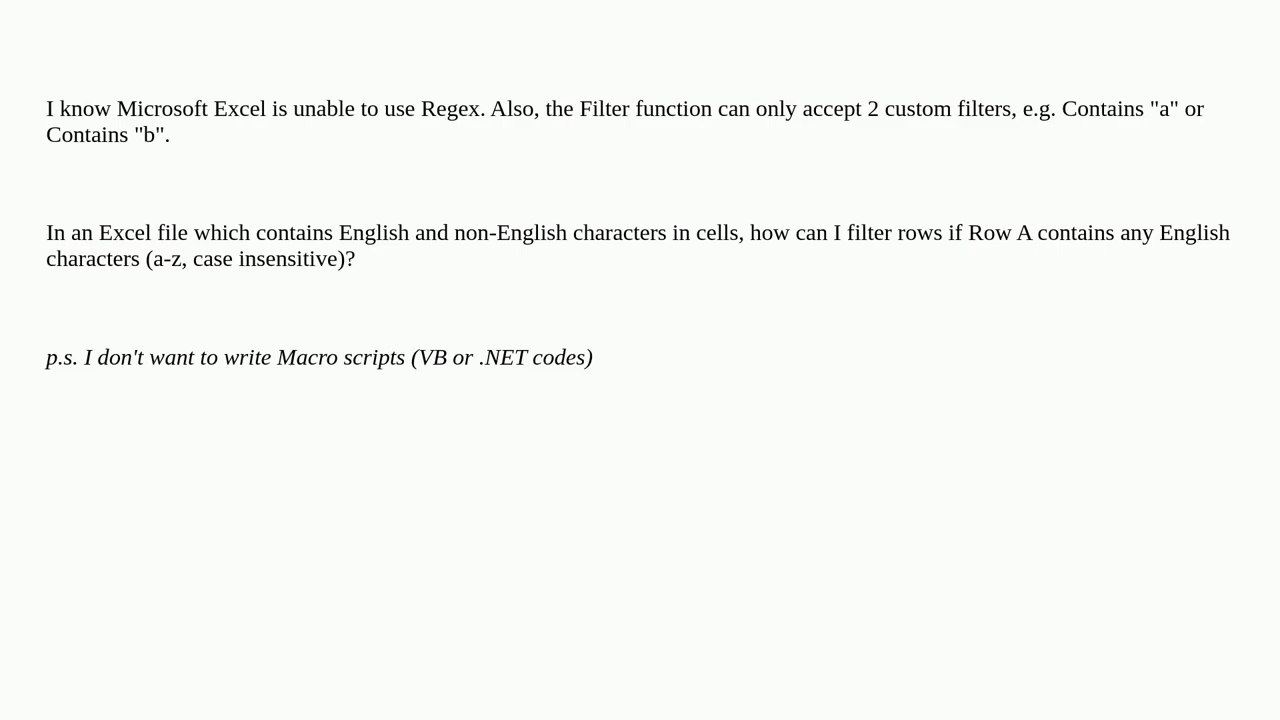 I know Microsoft Excel is unable to use Regex. Also, the Filter function can only accept 2 custom filters, e.g. Contains "a" or
Contains "b".
In an Excel file which contains English and non-English characters in cells, how can I filter rows if Row A contains any English
characters (a-z, case insensitive)?
p.s. I don't want to write Macro scripts (VB or .NET codes)